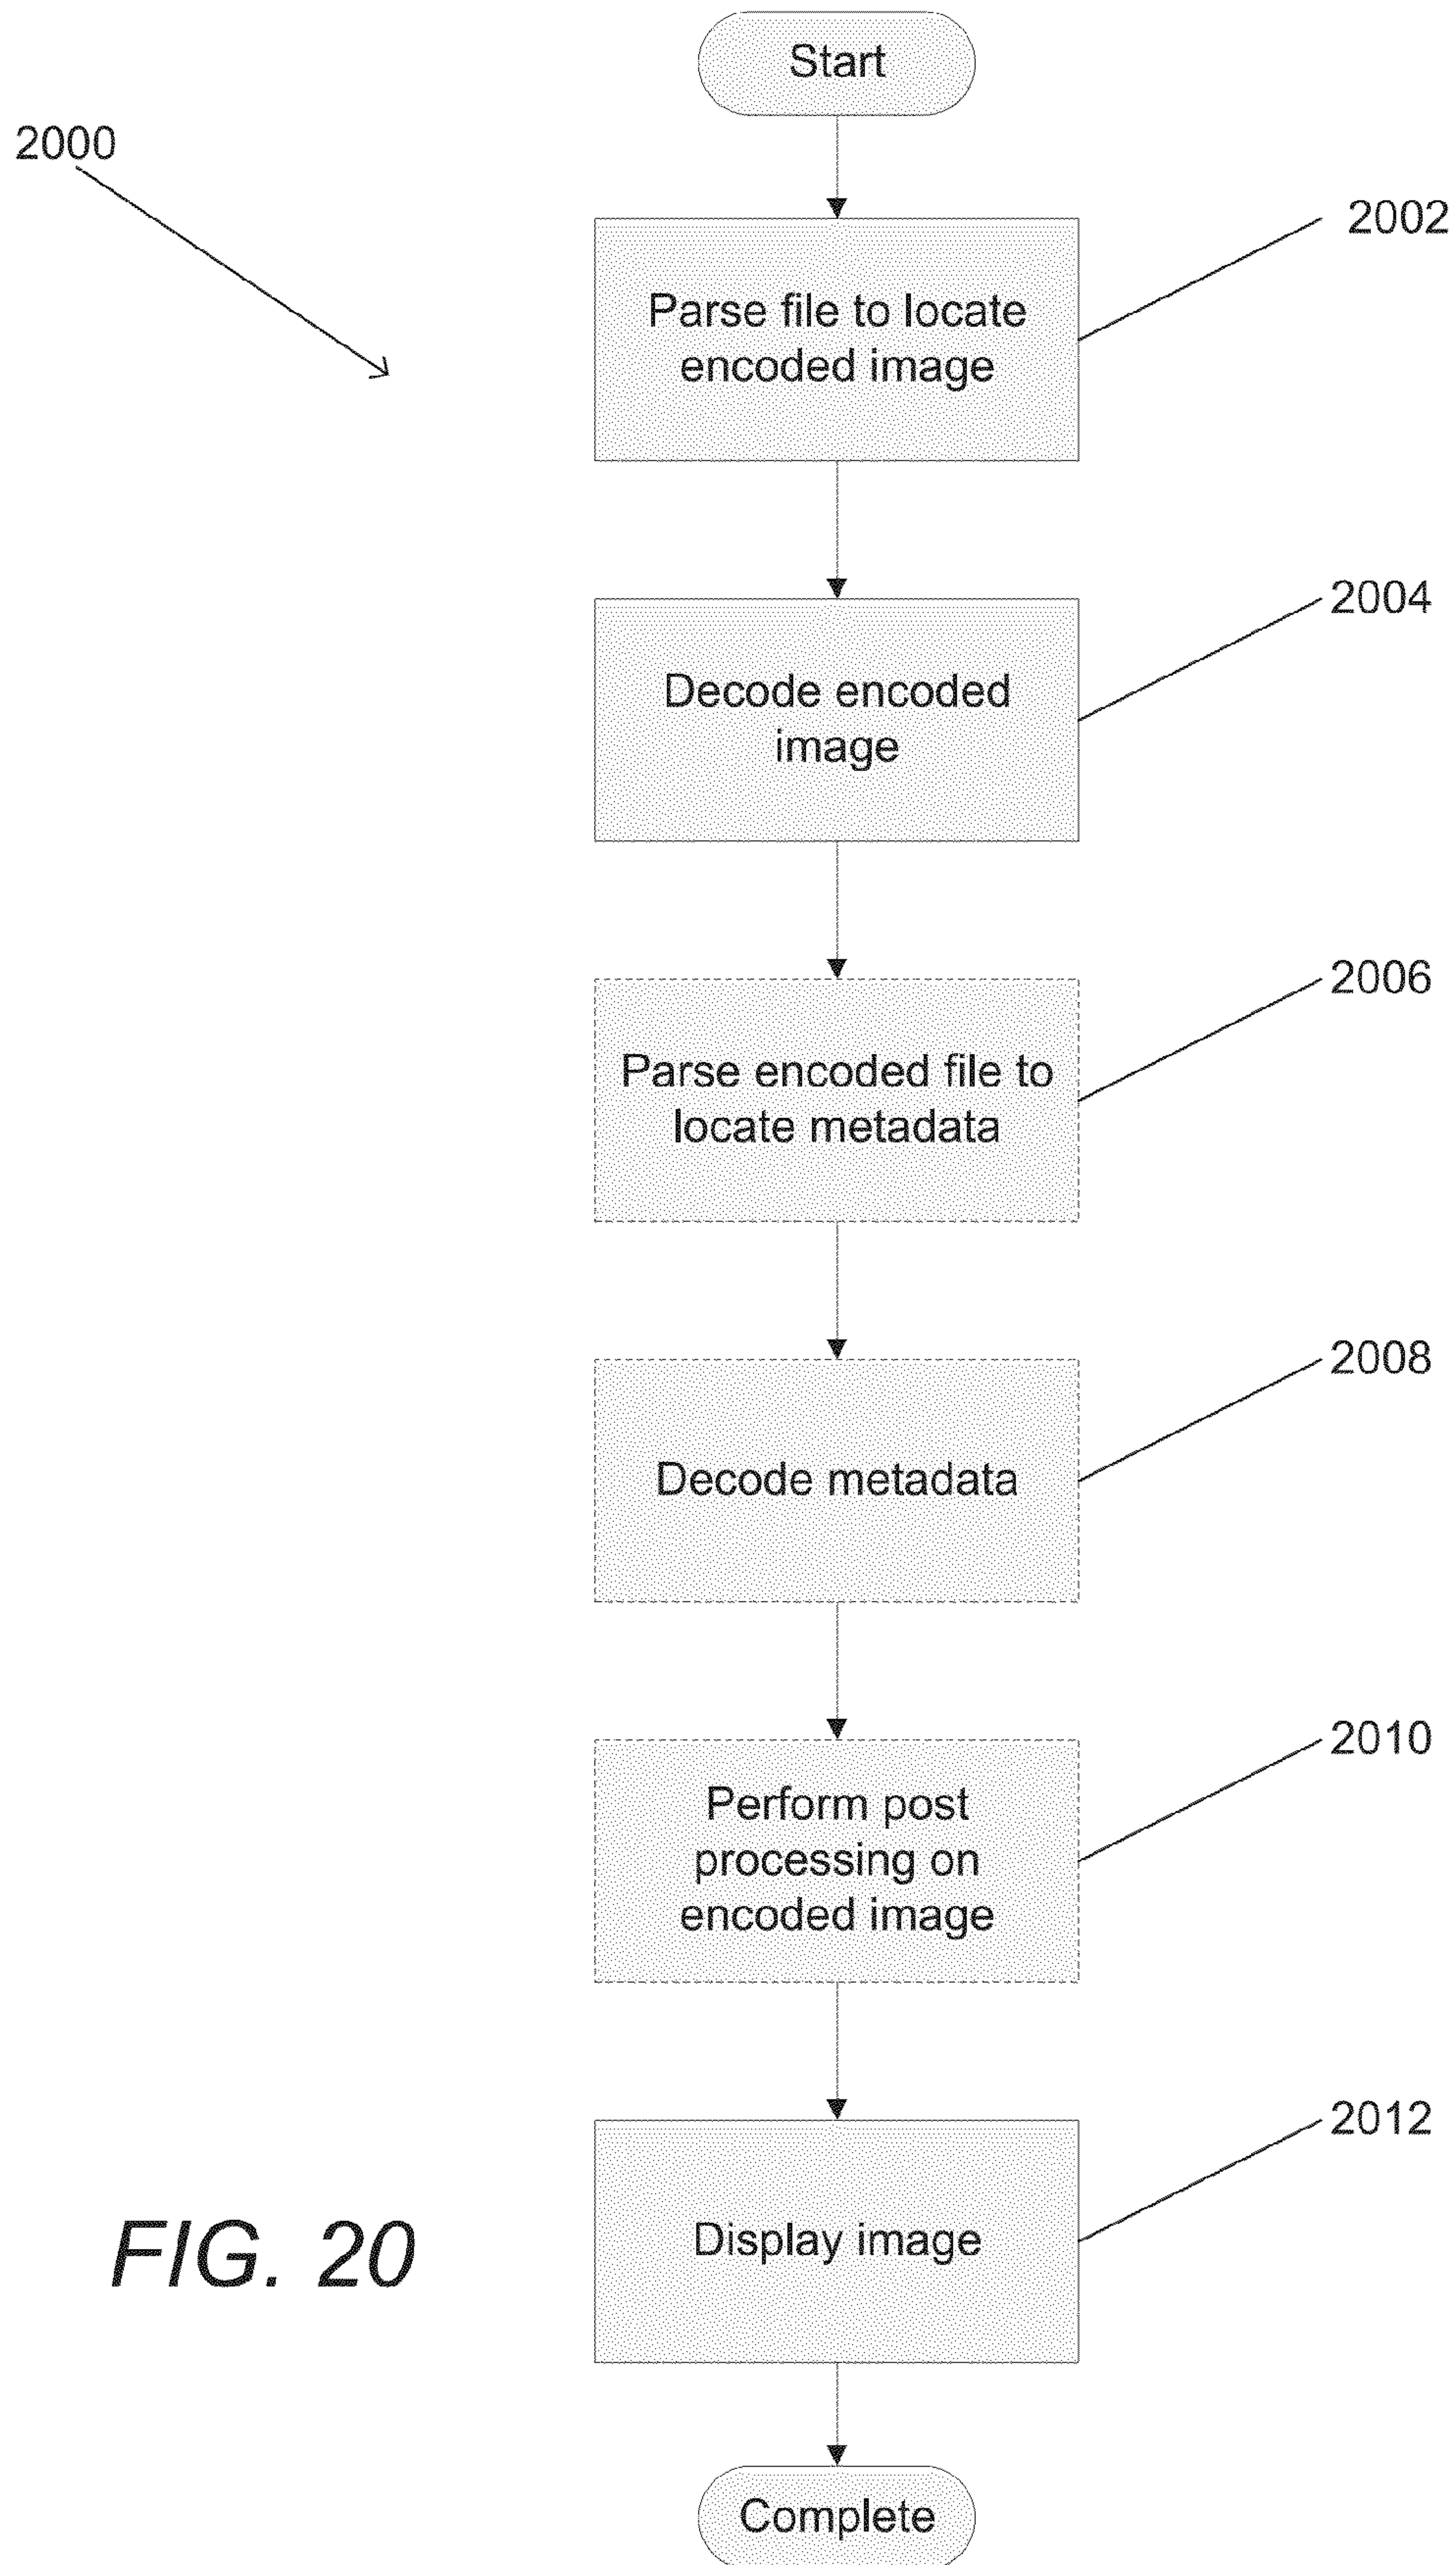 Start
2000
2002
Parse file to locate
encoded image
2004
Decode encoded
image
2006
Parse encoded file to
locate metadata
2008
Decode metadata
2010
Perform post
processing on
encoded image
2012
Display image
FIG. 20
Complete